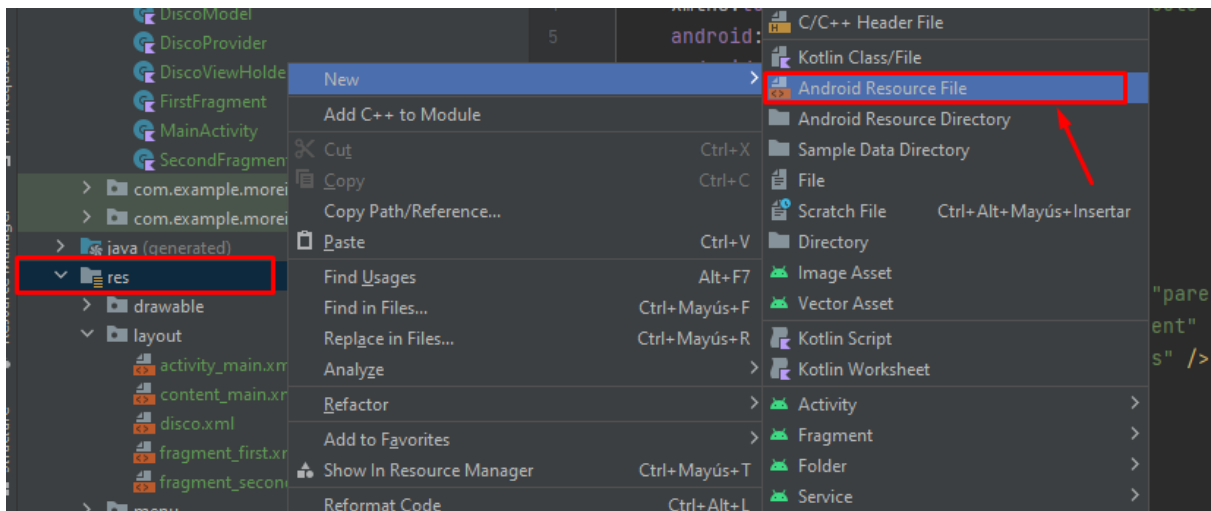 DiscoModel
DiscoProvider
DiscoViewHolde
FirstFragment
MainActivity
SecondFragmen
com.example.morei
com.example.morei
java (generated)
res
drawable
layout
activity_main.xm
content_main.xr
disco.xml
fragment_first.xr
fragment_second
5
android:
New
Add C++ to Module
Cut Ctrl+X
Copy Ctrl+C
Copy Path/Reference...
Paste Ctrl+V
Find Usages Alt+F7
Find in Files... Ctrl+Mayús+F
Replace in Files... Ctrl+Mayús+R
Analyze
Refactor
Add to Favorites
Show In Resource Manager Ctrl+Mayús+T
Reformat Code Ctrl+Alt+L
C/C++ Header File
Kotlin Class/File
Android Resource File
Android Resource Directory
Sample Data Directory
File
Scratch File Ctrl+Alt+Mayús+Insertar
Directory
Image Asset
Vector Asset
Kotlin Script
Kotlin Worksheet
Activity
Fragment
Folder
Service
"pare
ent"
s" />